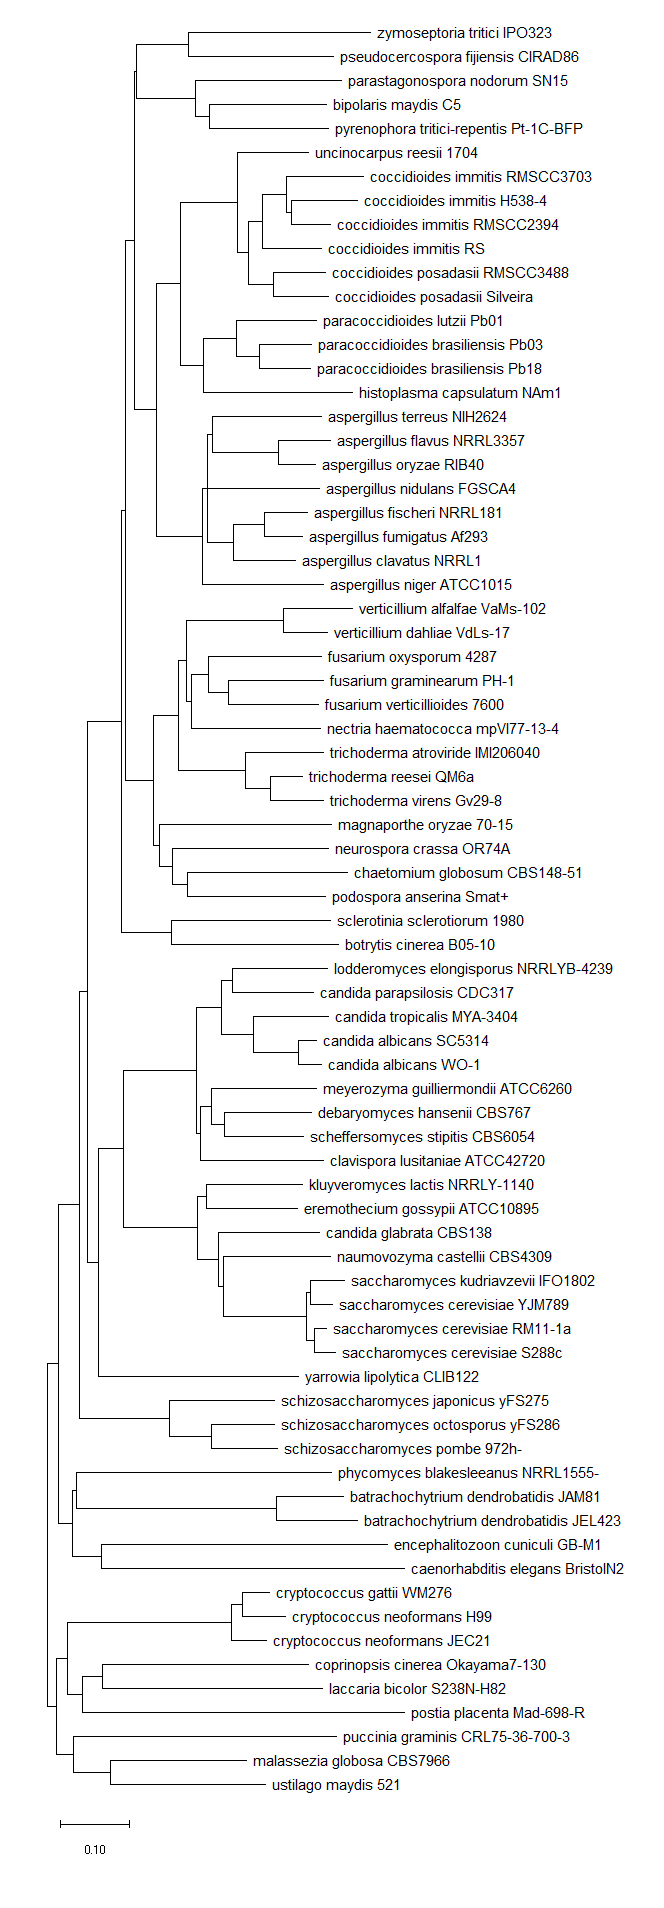 zymoseptoria tritici IPO323
pseudocercospora fijiensis CIRAD86
parastagonospora nodorum SN15
bipolaris maydis C5
pyrenophora tritici-repentis Pt-1C-BFP
uncinocarpus reesii 1704
coccidioides immitis RMSCC3703
coccidioides immitis H538-4
coccidioides immitis RMSCC2394
coccidioides immitis RS
coccidioides posadasii RMSCC3488
coccidioides posadasii Silveira
paracoccidioides lutzii Pb01
paracoccidioides brasiliensis Pb03
paracoccidioides brasiliensis Pb18
histoplasma capsulatum NAm1
aspergillus terreus NIH2624
aspergillus flavus NRRL3357
aspergillus oryzae RIB40
aspergillus nidulans FGSCA4
aspergillus fischeri NRRL181
aspergillus fumigatus Af293
aspergillus clavatus NRRL1
aspergillus niger ATCC1015
verticillium alfalfae VaMs-102
verticillium dahliae VdLs-17
fusarium oxysporum 4287
fusarium graminearum PH-1
fusarium verticillioides 7600
nectria haematococca mpVI77-13-4
trichoderma atroviride IMI206040
trichoderma reesei QM6a
trichoderma virens Gv29-8
magnaporthe oryzae 70-15
neurospora crassa OR74A
chaetomium globosum CBS148-51
podospora anserina Smat+
sclerotinia sclerotiorum 1980
botrytis cinerea B05-10
lodderomyces elongisporus NRRLYB-4239
candida parapsilosis CDC317
candida tropicalis MYA-3404
candida albicans SC5314
candida albicans WO-1
meyerozyma guilliermondii ATCC6260
debaryomyces hansenii CBS767
scheffersomyces stipitis CBS6054
clavispora lusitaniae ATCC42720
kluyveromyces lactis NRRLY-1140
eremothecium gossypii ATCC10895
candida glabrata CBS138
naumovozyma castellii CBS4309
saccharomyces kudriavzevii IFO1802
saccharomyces cerevisiae YJM789
saccharomyces cerevisiae RM11-1a
saccharomyces cerevisiae S288c
yarrowia lipolytica CLIB122
schizosaccharomyces japonicus yFS275
schizosaccharomyces octosporus yFS286
schizosaccharomyces pombe 972h-
phycomyces blakesleeanus NRRL1555-
batrachochytrium dendrobatidis JAM81
batrachochytrium dendrobatidis JEL423
encephalitozoon cuniculi GB-M1
caenorhabditis elegans BristolN2
cryptococcus gattii WM276
cryptococcus neoformans H99
cryptococcus neoformans JEC21
coprinopsis cinerea Okayama7-130
laccaria bicolor S238N-H82
postia placenta Mad-698-R
puccinia graminis CRL75-36-700-3
malassezia globosa CBS7966
ustilago maydis 521
0.10